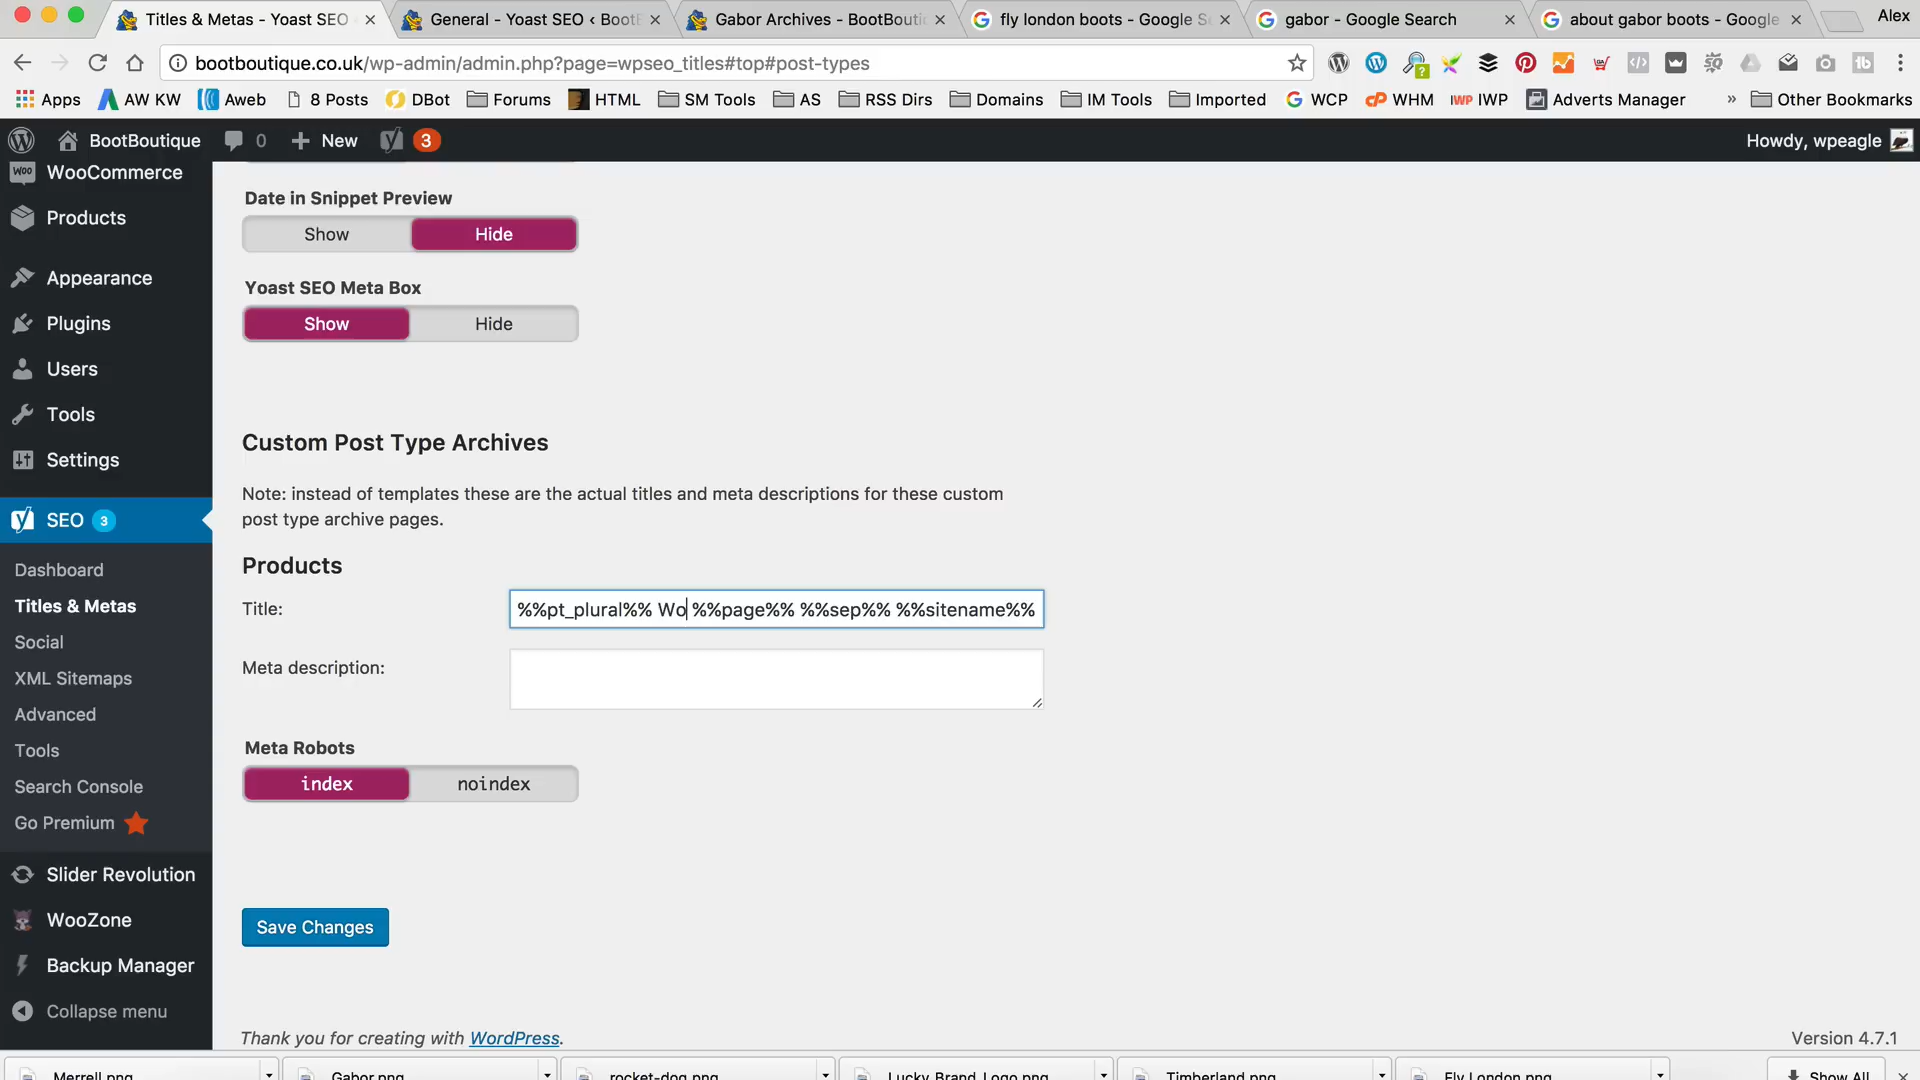 Titles & Metas - Yoast SEO
General - Yoast SEO ‹ Boot
Gabor Archives - BootBouti
fly london boots - Google S
gabor - Google Search
about gabor boots - Google
Alex
bootboutique.co.uk/wp-admin/admin.php?page=wpseo_titles#top#post-types
Apps
AW KW
Aweb
8 Posts
DBot
Forums
HTML
SM Tools
AS
RSS Dirs
Domains
IM Tools
Imported
WCP
WHM
IWP
Adverts Manager
»
Other Bookmarks
BootBoutique
0
New
3
Howdy, wpeagle
WooCommerce
Products
Appearance
Plugins
Users
Tools
Settings
SEO 3
Dashboard
Titles & Metas
Social
XML Sitemaps
Advanced
Tools
Search Console
Go Premium
Slider Revolution
WooZone
Backup Manager
Collapse menu
Date in Snippet Preview
Show Hide
Yoast SEO Meta Box
Show Hide
Custom Post Type Archives
Note: instead of templates these are the actual titles and meta descriptions for these custom
post type archive pages.
Products
Title: %%pt_plural%% Wo %%page%% %%sep%% %%sitename%%
Meta description:
Meta Robots
index noindex
Save Changes
Thank you for creating with WordPress.
Version 4.7.1
Merrell.png
Gabor.png
rocket-dog.png
Lucky_Brand_Logo.png
Timberland.png
Fly London.png
Show All